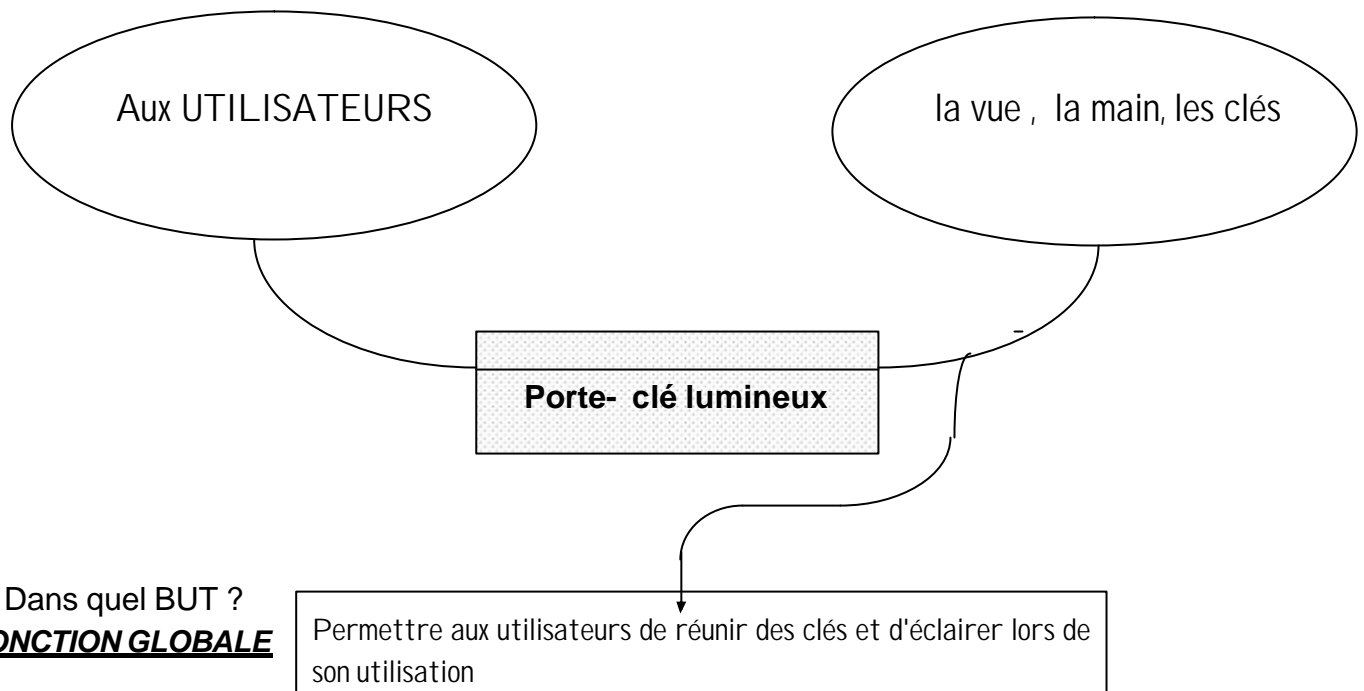 Aux UTILISATEURS
la vue , la main, les clés
Porte- clé lumineux
Dans quel BUT ?
ONCTION GLOBALE
Permettre aux utilisateurs de réunir des clés et d'éclairer lors de
son utilisation